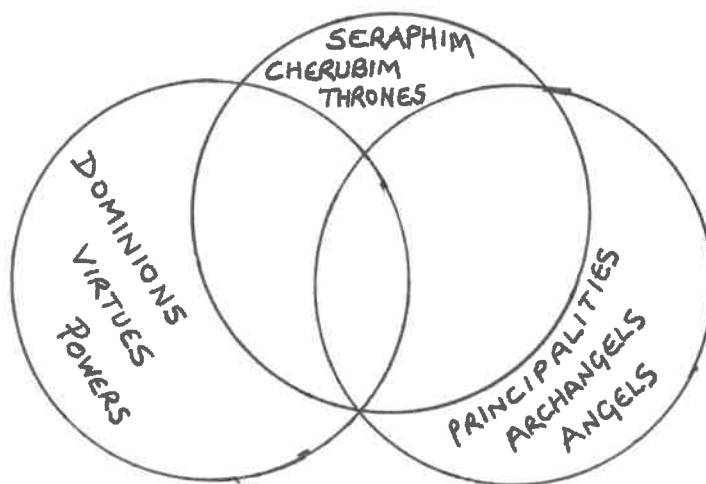 SERAPHIM
CHERUBIM
THRONES
DOMINIONS
VIRTUES
POWERS
PRINCIPALITIES
ARCHANGELS
ANGELS